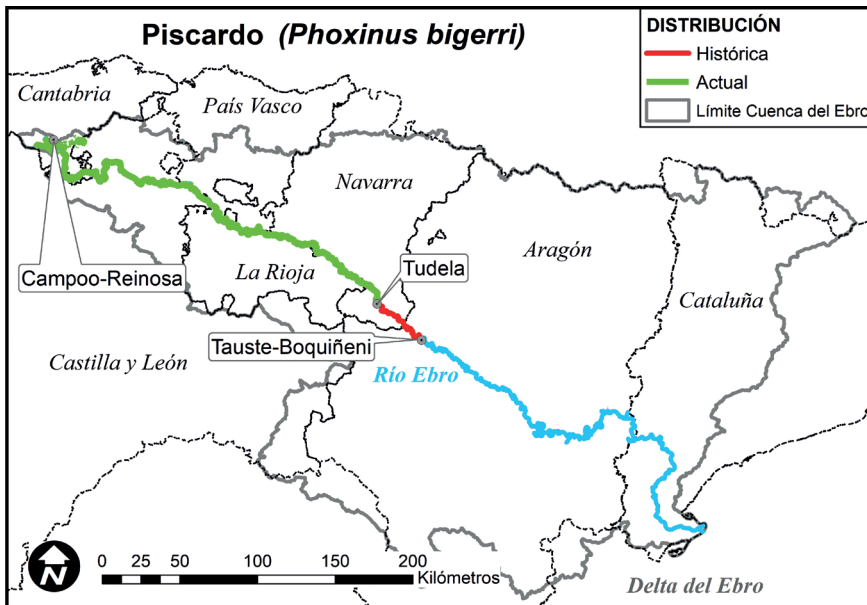 Piscardo (Phoxinus bigerri)
DISTRIBUCIÓN
Histórica
Actual
Límite Cuenca del Ebro
Cantabria
País Vasco
Navarra
Aragón
Cataluña
La Rioja
Castilla y León
Campoo-Reinosa
Tudela
Tauste-Boquiñeni
Río Ebro
Delta del Ebro
N
0 25 50 100 150 200
Kilómetros